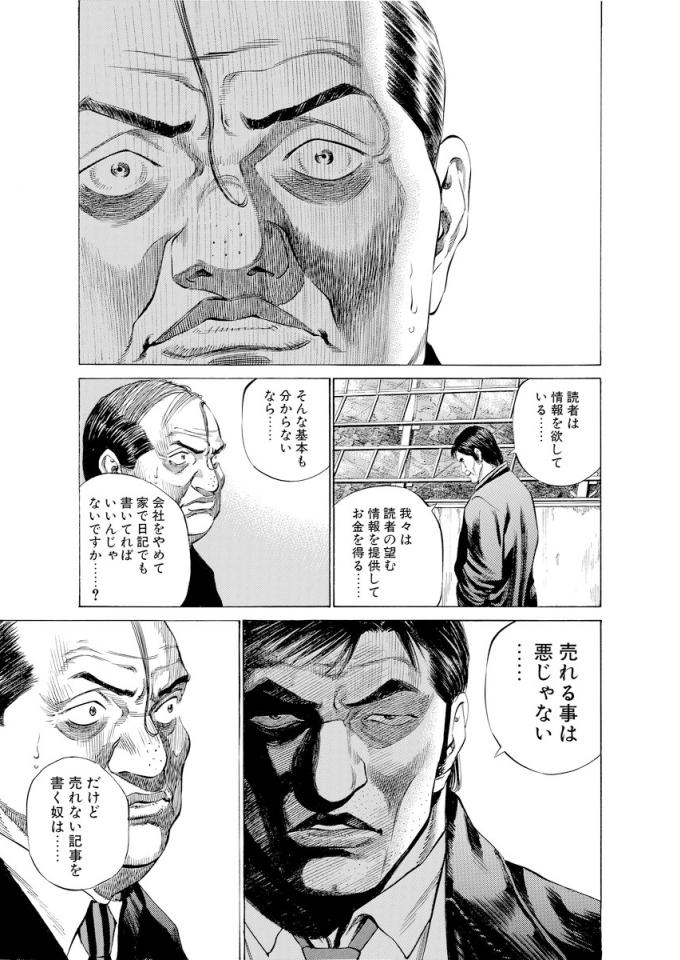 読者は
情報を欲して
いる……
我々は
読者の望む
情報を提供して
お金を得る……
そんな基本も
分からない
なら……
会社をやめて
家で日記でも
書いてれば
いいんじゃ
ないですか……？
売れる事は
悪じゃない
……
だけど
売れない記事を
書く奴は……